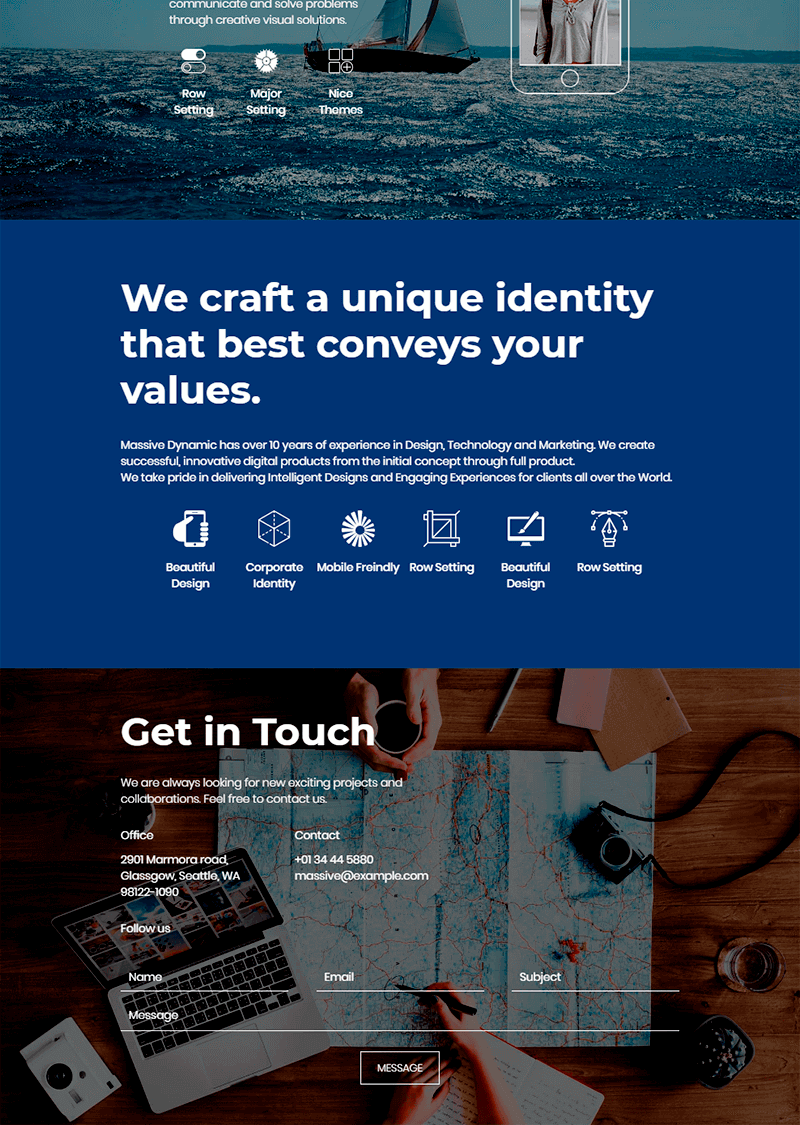 communicate and solve problems
through creative visual solutions.
Row
Setting
Major
Setting
Nice
Themes
We craft a unique identity
that best conveys your
values.
Massive Dynamic has over 10 years of experience in Design, Technology and Marketing. We create
successful, innovative digital products from the initial concept through full product.
We take pride in delivering Intelligent Designs and Engaging Experiences for clients all over the World.
Beautiful
Design
Corporate
Identity
Mobile Freindly
Row Setting
Beautiful
Design
Row Setting
Get in Touch
We are always looking for new exciting projects and
collaborations. Feel free to contact us.
Office
2901 Marmora road,
Glassgow, Seattle, WA
98122-1090
Contact
+01 34 44 5880
massive@example.com
Follow us
Name
Email
Subject
Message
MESSAGE